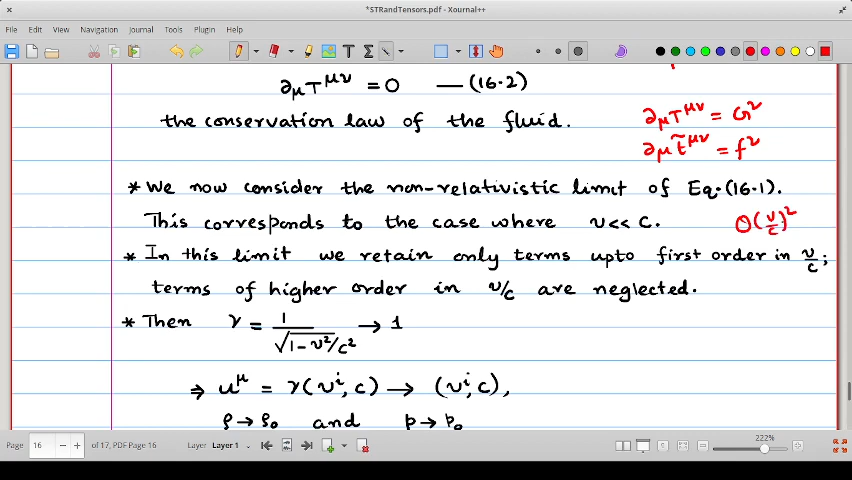 *STRandTensors.pdf - Xournal++
File Edit View Navigation Journal Tools Plugin Help
∂μT^μν = 0 — (16.2)
the conservation law of the fluid.
∂μT^μν = G^ν
∂μt̃^μν = f^ν
* We now consider the non-relativistic limit of Eq.(16.1).
This corresponds to the case where v<< c.
O(v/c)²
* In this limit we retain only terms upto first order in v/c;
terms of higher order in v/c are neglected.
* Then γ = 1/√(1-v²/c²) → 1
⇒ u^μ = γ(v^i, c) → (v^i, c),
ρ→ρ₀ and p→p₀
Page 16 of 17, PDF Page 16 Layer Layer 1 222%